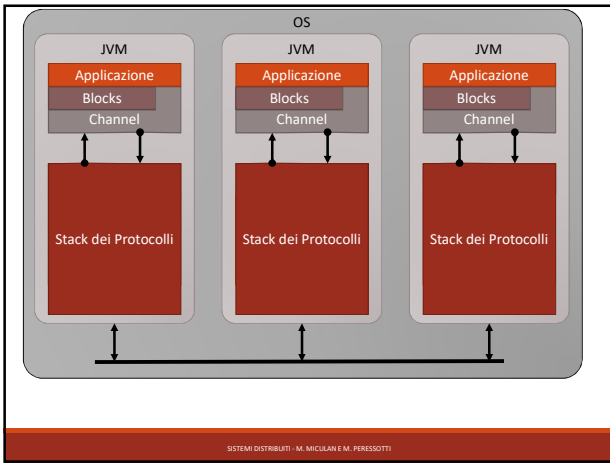 OS
JVM
JVM
JVM
Applicazione
Applicazione
Applicazione
Blocks
Blocks
Blocks
Channel
Channel
Channel
Stack dei Protocolli
Stack dei Protocolli
Stack dei Protocolli
SISTEMI DISTRIBUITI - M. MICULAN E M. PERESSOTTI